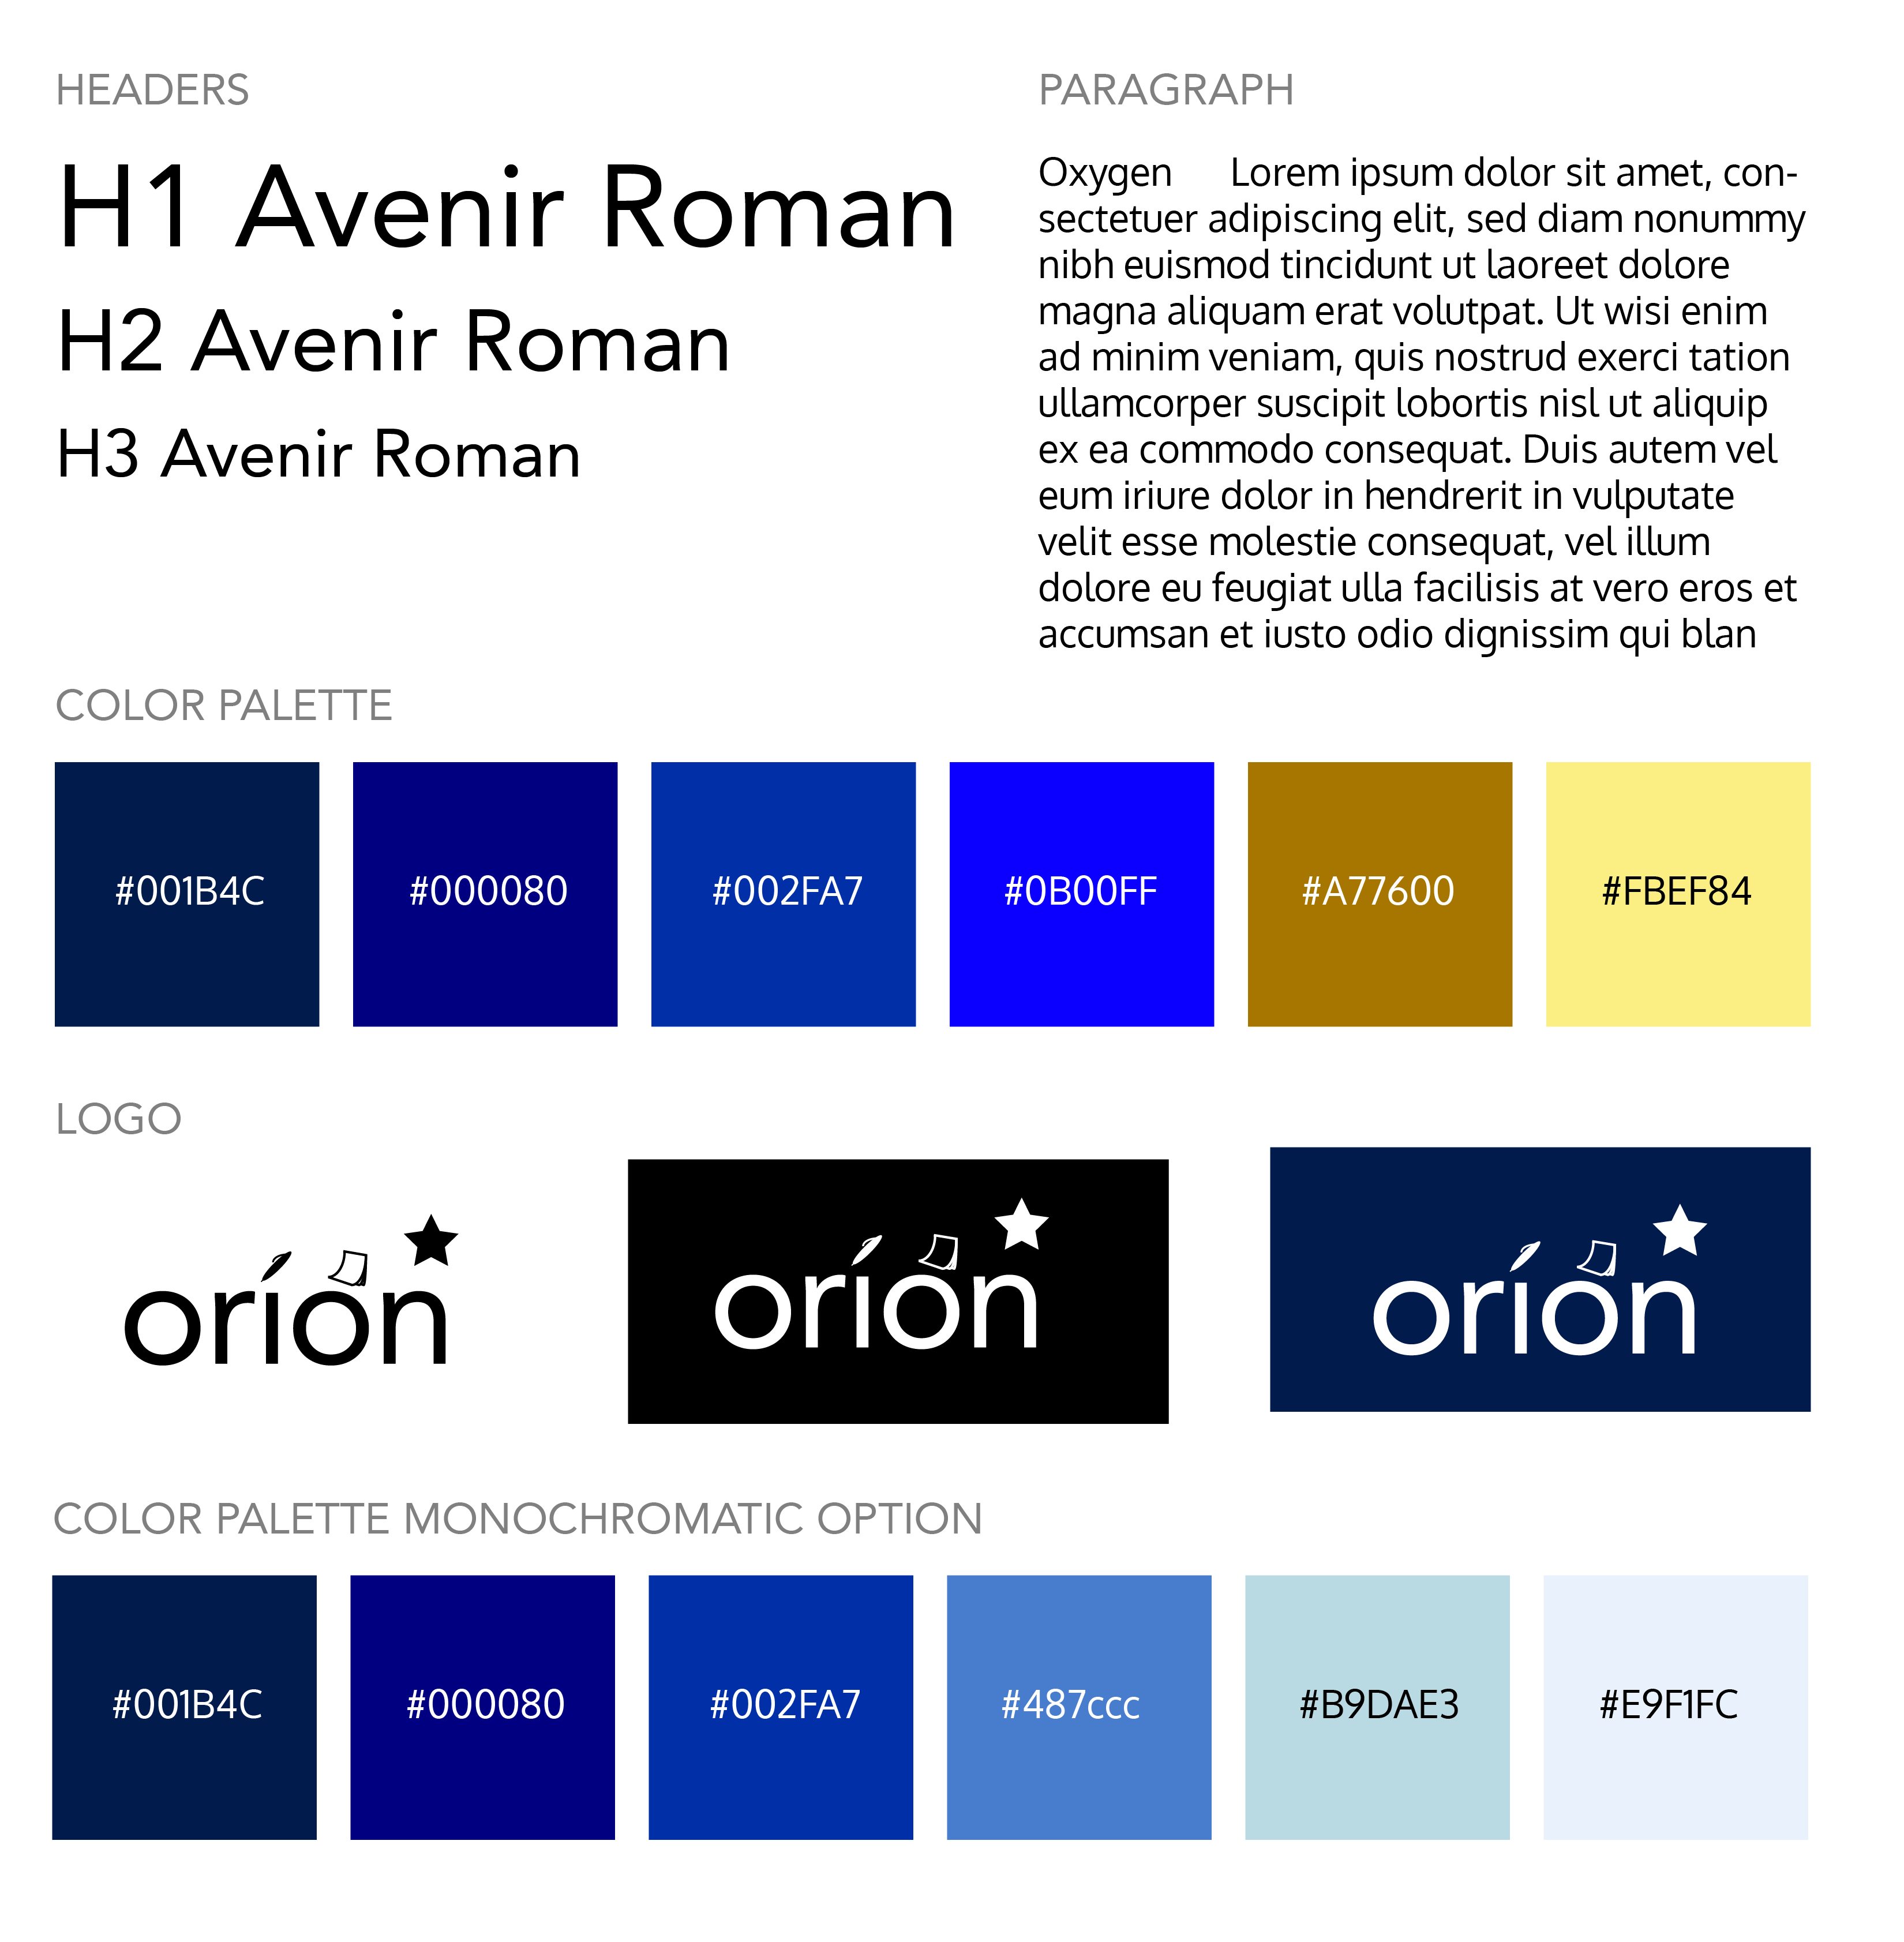 HEADERS
H1 Avenir Roman
H2 Avenir Roman
H3 Avenir Roman
PARAGRAPH
Oxygen Lorem ipsum dolor sit amet, con-
sectetuer adipiscing elit, sed diam nonummy
nibh euismod tincidunt ut laoreet dolore
magna aliquam erat volutpat. Ut wisi enim
ad minim veniam, quis nostrud exerci tation
ullamcorper suscipit lobortis nisl ut aliquip
ex ea commodo consequat. Duis autem vel
eum iriure dolor in hendrerit in vulputate
velit esse molestie consequat, vel illum
dolore eu feugiat ulla facilisis at vero eros et
accumsan et iusto odio dignissim qui blan
COLOR PALETTE
#001B4C #000080 #002FA7 #0B00FF #A77600 #FBEF84
LOGO
orion orion orion
COLOR PALETTE MONOCHROMATIC OPTION
#001B4C #000080 #002FA7 #487ccc #B9DAE3 #E9F1FC